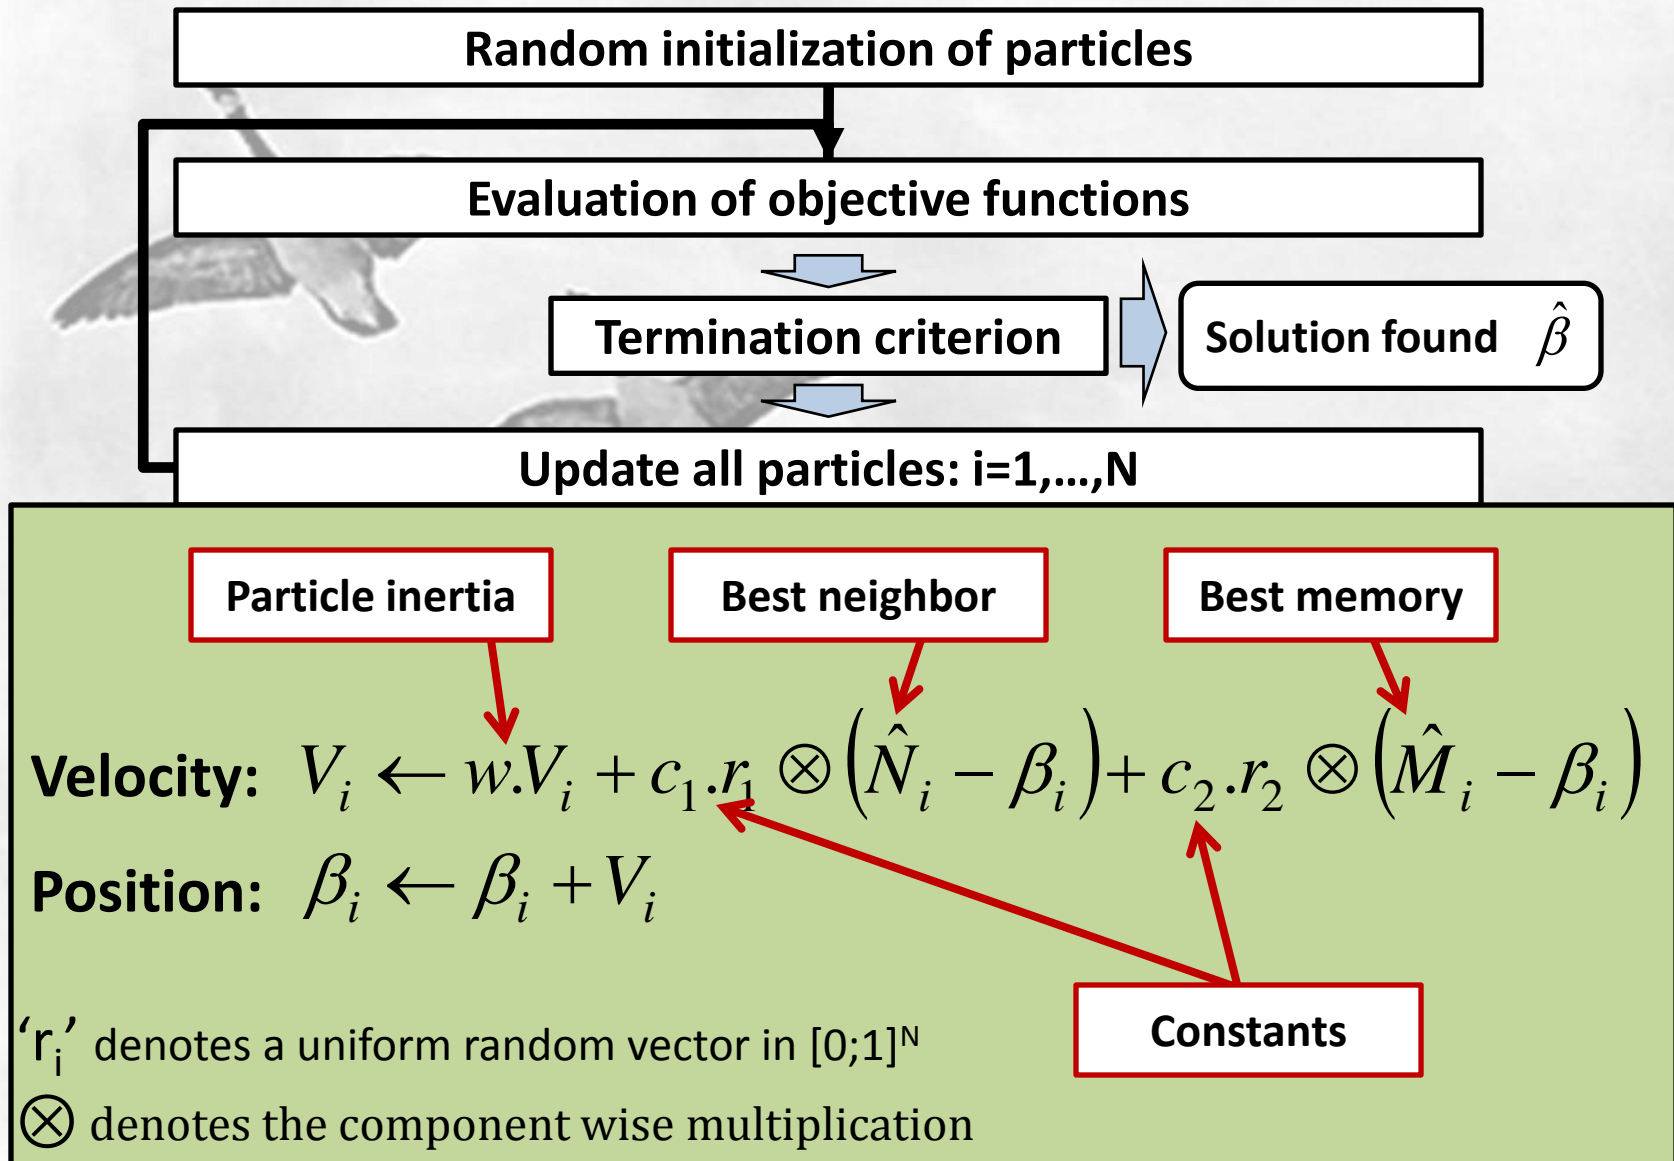 Random initialization of particles
Evaluation of objective functions
Termination criterion
Solution found β̂
Update all particles: i=1,...,N
Particle inertia
Best neighbor
Best memory
Velocity: Vᵢ ← w.Vᵢ + c₁.r₁ ⊗ (N̂ᵢ − βᵢ) + c₂.r₂ ⊗ (M̂ᵢ − βᵢ)
Position: βᵢ ← βᵢ + Vᵢ
Constants
‘rᵢ’ denotes a uniform random vector in [0;1]ᴺ
⊗ denotes the component wise multiplication